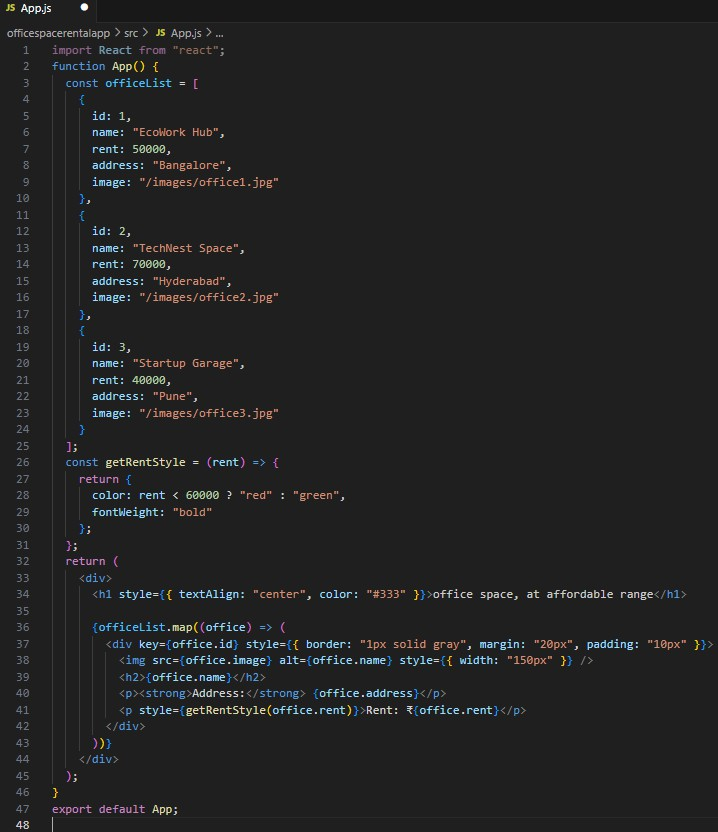 JS App.js ●
officespacerentalapp > src > JS App.js > ...
1 import React from "react";
2 function App() {
3   const officeList = [
4     {
5       id: 1,
6       name: "EcoWork Hub",
7       rent: 50000,
8       address: "Bangalore",
9       image: "/images/office1.jpg"
10     },
11     {
12       id: 2,
13       name: "TechNest Space",
14       rent: 70000,
15       address: "Hyderabad",
16       image: "/images/office2.jpg"
17     },
18     {
19       id: 3,
20       name: "Startup Garage",
21       rent: 40000,
22       address: "Pune",
23       image: "/images/office3.jpg"
24     }
25   ];
26   const getRentStyle = (rent) => {
27     return {
28       color: rent < 60000 ? "red" : "green",
29       fontWeight: "bold"
30     };
31   };
32   return (
33     <div>
34       <h1 style={{ textAlign: "center", color: "#333" }}>office space, at affordable range</h1>
35
36       {officeList.map((office) => (
37         <div key={office.id} style={{ border: "1px solid gray", margin: "20px", padding: "10px" }}>
38           <img src={office.image} alt={office.name} style={{ width: "150px" }} />
39           <h2>{office.name}</h2>
40           <p><strong>Address:</strong> {office.address}</p>
41           <p style={getRentStyle(office.rent)}>Rent: ₹{office.rent}</p>
42         </div>
43       ))}
44     </div>
45   );
46 }
47 export default App;
48